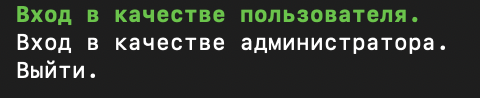 Вход в качестве пользователя.
Вход в качестве администратора.
Выйти.